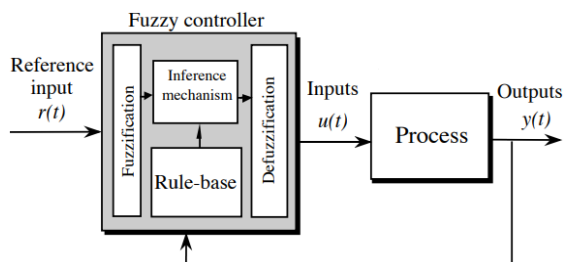 Fuzzy controller
Reference
input
r(t)
Fuzzification
Inference
mechanism
Rule-base
Defuzzification
Inputs
u(t)
Process
Outputs
y(t)